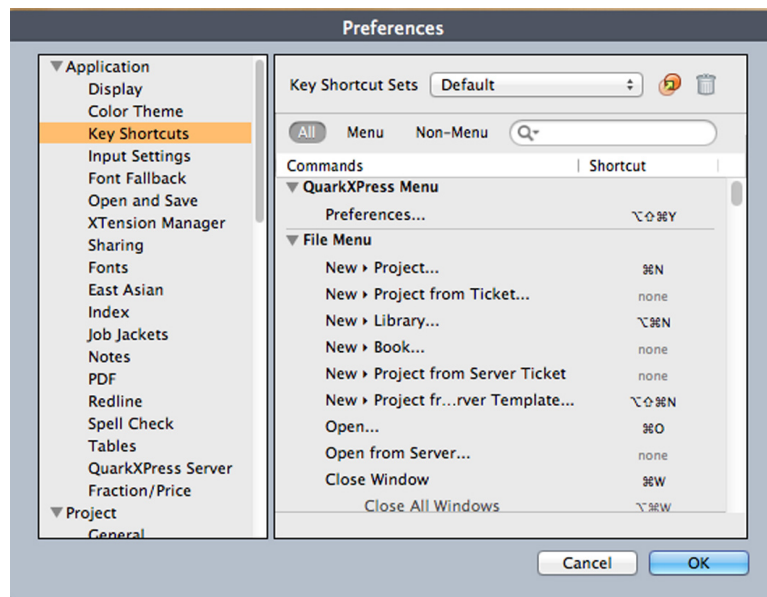 Preferences
Application
Display
Color Theme
Key Shortcuts
Input Settings
Font Fallback
Open and Save
XTension Manager
Sharing
Fonts
East Asian
Index
Job Jackets
Notes
PDF
Redline
Spell Check
Tables
QuarkXPress Server
Fraction/Price
Project
General
Key Shortcut Sets Default
All Menu Non-Menu
Commands Shortcut
QuarkXPress Menu
Preferences... ⌥⇧⌘Y
File Menu
New ▸ Project... ⌘N
New ▸ Project from Ticket... none
New ▸ Library... ⌥⌘N
New ▸ Book... none
New ▸ Project from Server Ticket none
New ▸ Project fr...rver Template... ⌥⇧⌘N
Open... ⌘O
Open from Server... none
Close Window ⌘W
Close All Windows ⌥⌘W
Cancel OK